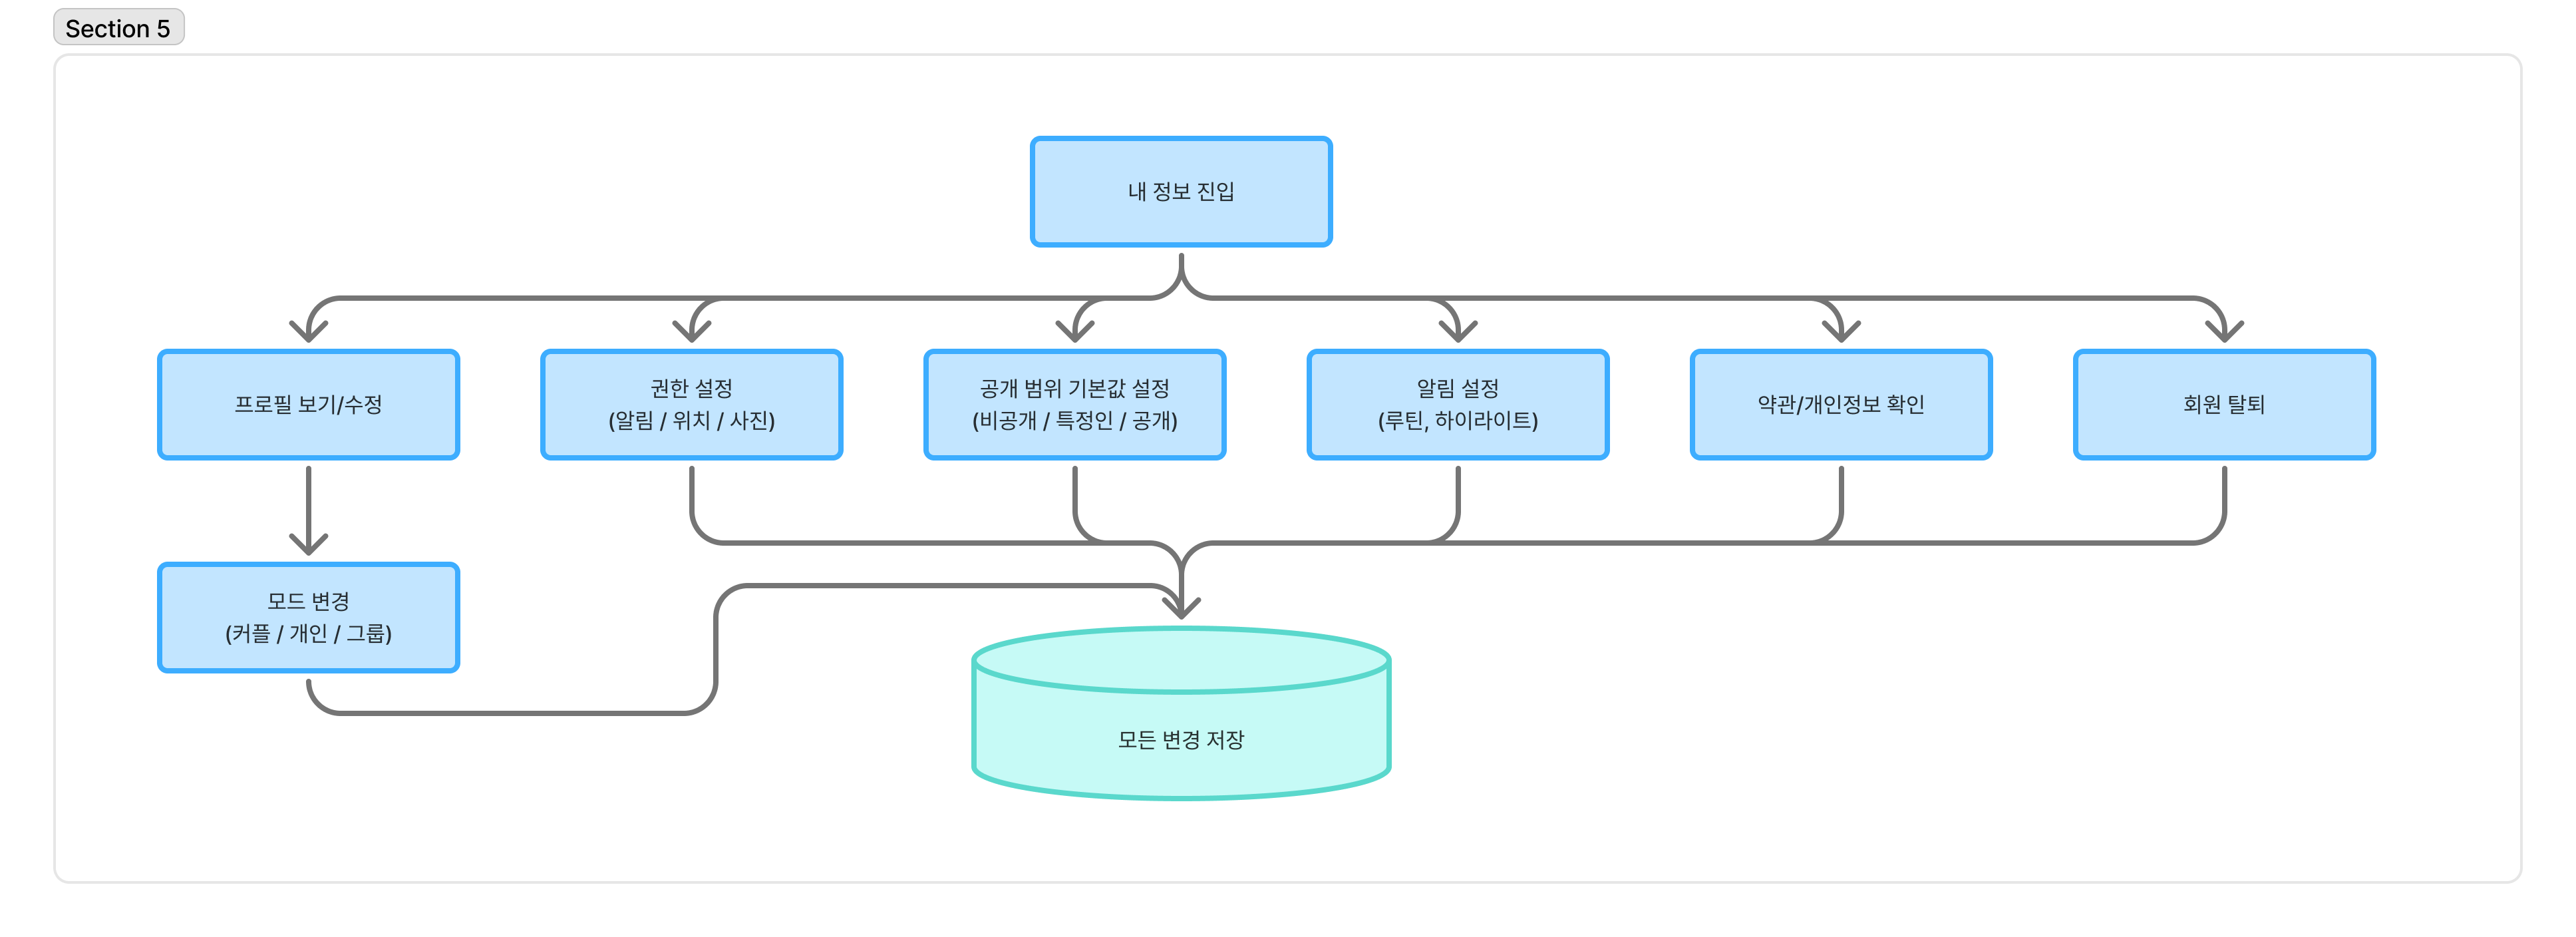 Section 5
내 정보 진입
프로필 보기/수정
권한 설정
(알림 / 위치 / 사진)
공개 범위 기본값 설정
(비공개 / 특정인 / 공개)
알림 설정
(루틴, 하이라이트)
약관/개인정보 확인
회원 탈퇴
모드 변경
(커플 / 개인 / 그룹)
모든 변경 저장